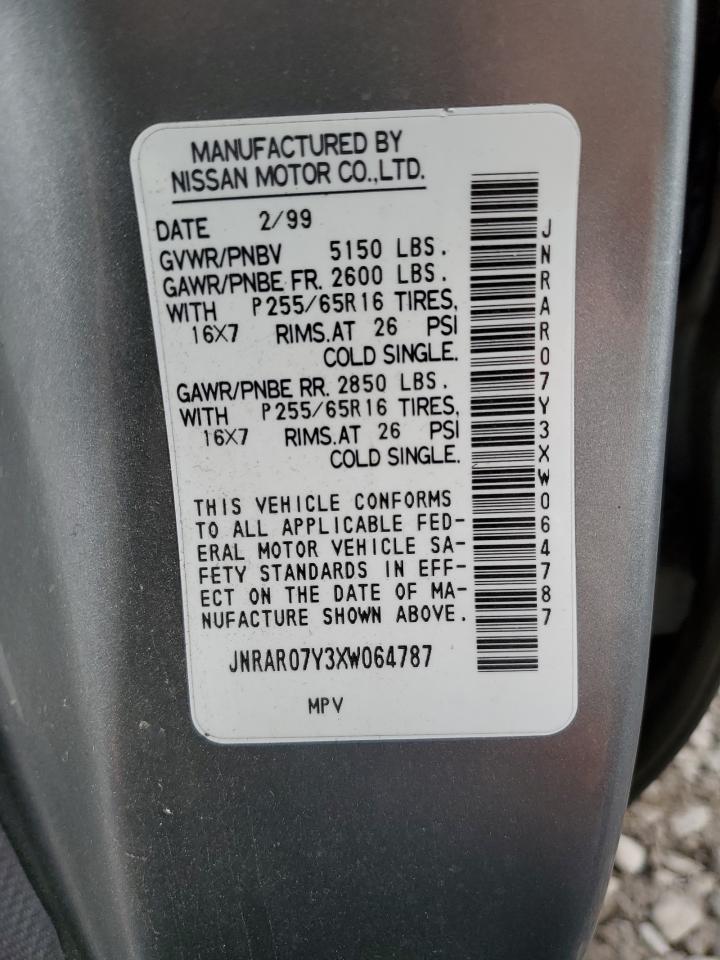 MANUFACTURED BY
NISSAN MOTOR CO.,LTD.
DATE 2/99
GVWR/PNBV 5150 LBS.
GAWR/PNBE FR. 2600 LBS.
WITH P255/65R16 TIRES,
16X7 RIMS.AT 26 PSI
COLD SINGLE.
GAWR/PNBE RR. 2850 LBS.
WITH P255/65R16 TIRES,
16X7 RIMS.AT 26 PSI
COLD SINGLE.
THIS VEHICLE CONFORMS
TO ALL APPLICABLE FED-
ERAL MOTOR VEHICLE SA-
FETY STANDARDS IN EFF-
ECT ON THE DATE OF MA-
NUFACTURE SHOWN ABOVE.
JNRAR07Y3XW064787
MPV
JNRAR07Y3XW064787